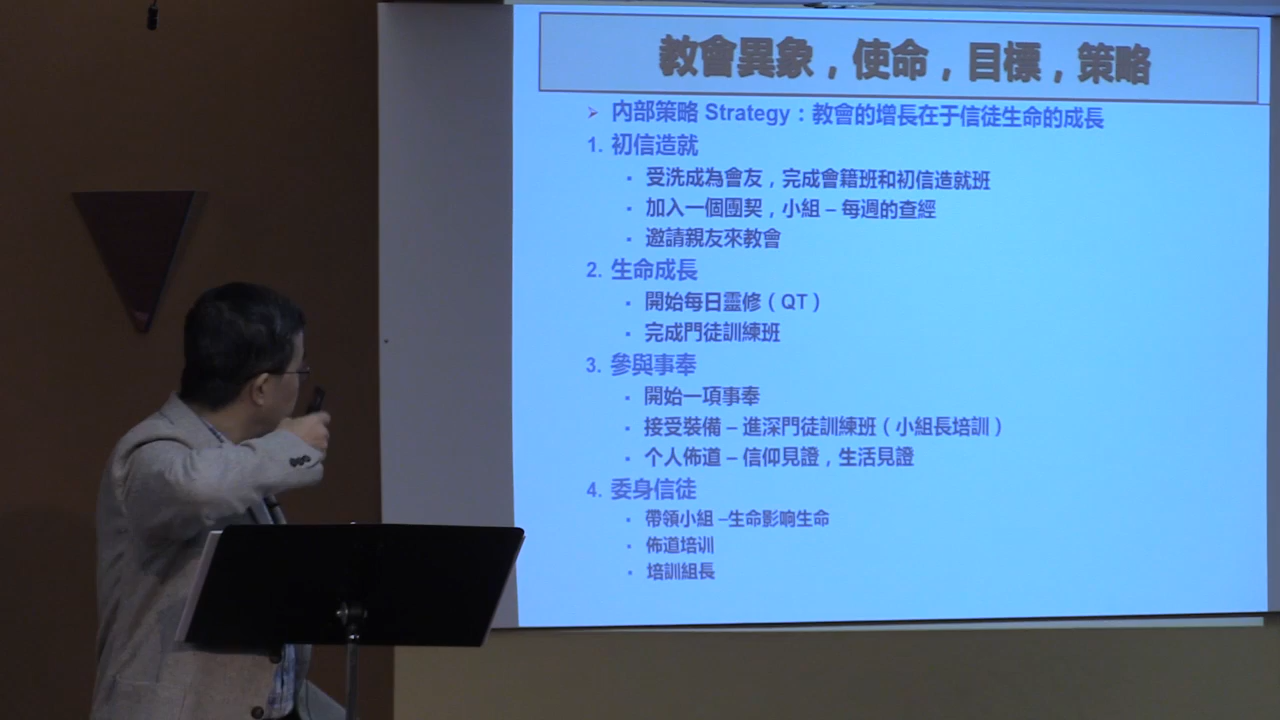 教會異象，使命，目標，策略
➢ 內部策略 Strategy：教會的增長在于信徒生命的成長
1. 初信造就
▪ 受洗成為會友，完成會籍班和初信造就班
▪ 加入一個團契，小組 – 每週的查經
▪ 邀請親友來教會
2. 生命成長
▪ 開始每日靈修（QT）
▪ 完成門徒訓練班
3. 參與事奉
▪ 開始一項事奉
▪ 接受裝備 – 進深門徒訓練班（小組長培訓）
▪ 个人佈道 – 信仰見證，生活見證
4. 委身信徒
▪ 帶領小組 –生命影响生命
▪ 佈道培训
▪ 培訓組長